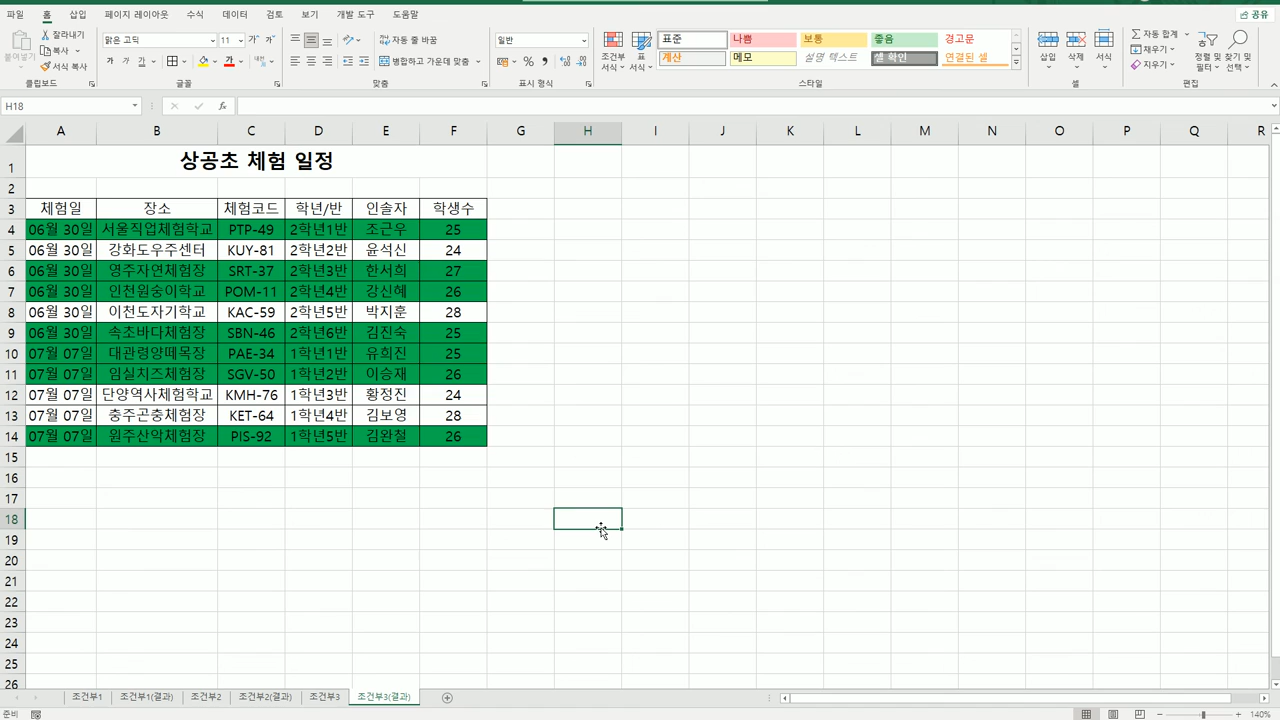 파일 홈 삽입 페이지 레이아웃 수식 데이터 검토 보기 개발 도구 도움말 공유
붙여넣기 잘라내기 복사 서식 복사
클립보드
맑은 고딕 11
글꼴
자동 줄 바꿈
병합하고 가운데 맞춤
맞춤
일반
표시 형식
조건부 서식 표 서식
표준 나쁨 보통 좋음 경고문
계산 메모 설명 텍스트 셀 확인 연결된 셀
스타일
삽입 삭제 서식
셀
자동 합계 채우기 지우기
정렬 및 필터 찾기 및 선택
편집
H18 fx
A B C D E F G H I J K L M N O P Q R
1 상공초 체험 일정
2
3 체험일 장소 체험코드 학년/반 인솔자 학생수
4 06월 30일 서울직업체험학교 PTP-49 2학년1반 조근우 25
5 06월 30일 강화도우주센터 KUY-81 2학년2반 윤석신 24
6 06월 30일 영주자연체험장 SRT-37 2학년3반 한서희 27
7 06월 30일 인천원숭이학교 POM-11 2학년4반 강신혜 26
8 06월 30일 이천도자기학교 KAC-59 2학년5반 박지훈 28
9 06월 30일 속초바다체험장 SBN-46 2학년6반 김진숙 25
10 07월 07일 대관령양떼목장 PAE-34 1학년1반 유희진 25
11 07월 07일 임실치즈체험장 SGV-50 1학년2반 이승재 26
12 07월 07일 단양역사체험학교 KMH-76 1학년3반 황정진 24
13 07월 07일 충주곤충체험장 KET-64 1학년4반 김보영 28
14 07월 07일 원주산악체험장 PIS-92 1학년5반 김완철 26
15
16
17
18
19
20
21
22
23
24
25
26
조건부1 조건부1(결과) 조건부2 조건부2(결과) 조건부3 조건부3(결과)
준비 140%